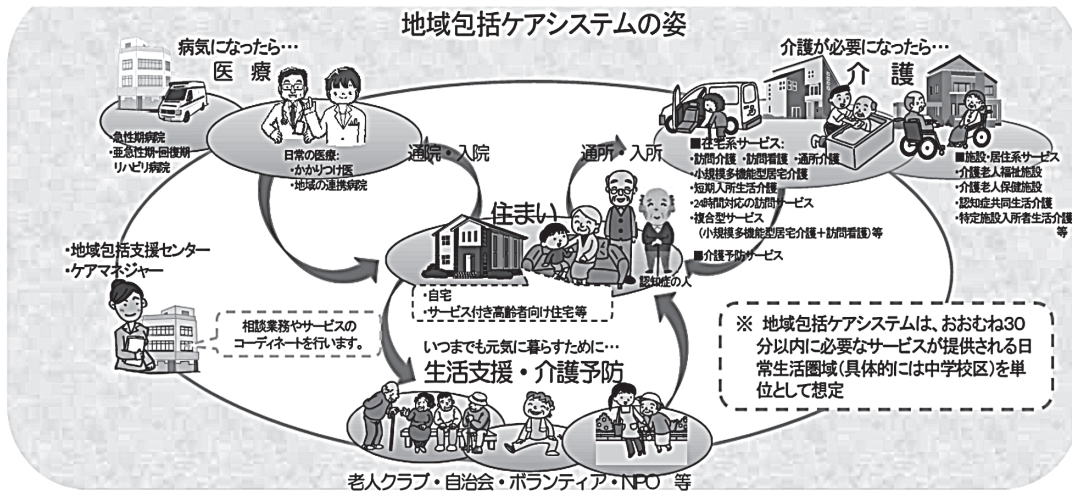 地域包括ケアシステムの姿
病気になったら…
医 療
・急性期病院
・亜急性期・回復期
リハビリ病院
日常の医療:
・かかりつけ医
・地域の連携病院
通院・入院
通所・入所
介護が必要になったら…
介 護
■在宅系サービス:
・訪問介護 ・訪問看護 ・通所介護
・小規模多機能型居宅介護
・短期入所生活介護
・24時間対応の訪問サービス
・複合型サービス
(小規模多機能型居宅介護+訪問看護)等
■介護予防サービス
■施設・居住系サービス
・介護老人福祉施設
・介護老人保健施設
・認知症共同生活介護
・特定施設入所者生活介護
等
住まい
認知症の人
・自宅
・サービス付き高齢者向け住宅等
・地域包括支援センター
・ケアマネジャー
相談業務やサービスの
コーディネートを行います。
いつまでも元気に暮らすために…
生活支援・介護予防
老人クラブ・自治会・ボランティア・NPO 等
※ 地域包括ケアシステムは、おおむね30
分以内に必要なサービスが提供される日
常生活圏域(具体的には中学校区)を単
位として想定